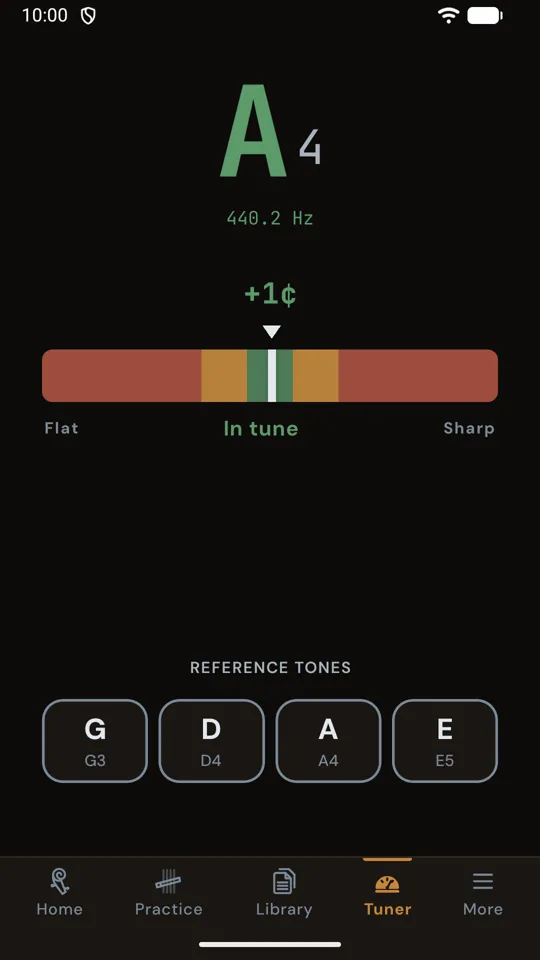 10:00
A 4
440.2 Hz
+1¢
Flat In tune Sharp
REFERENCE TONES
G D A E
G3 D4 A4 E5
Home Practice Library Tuner More